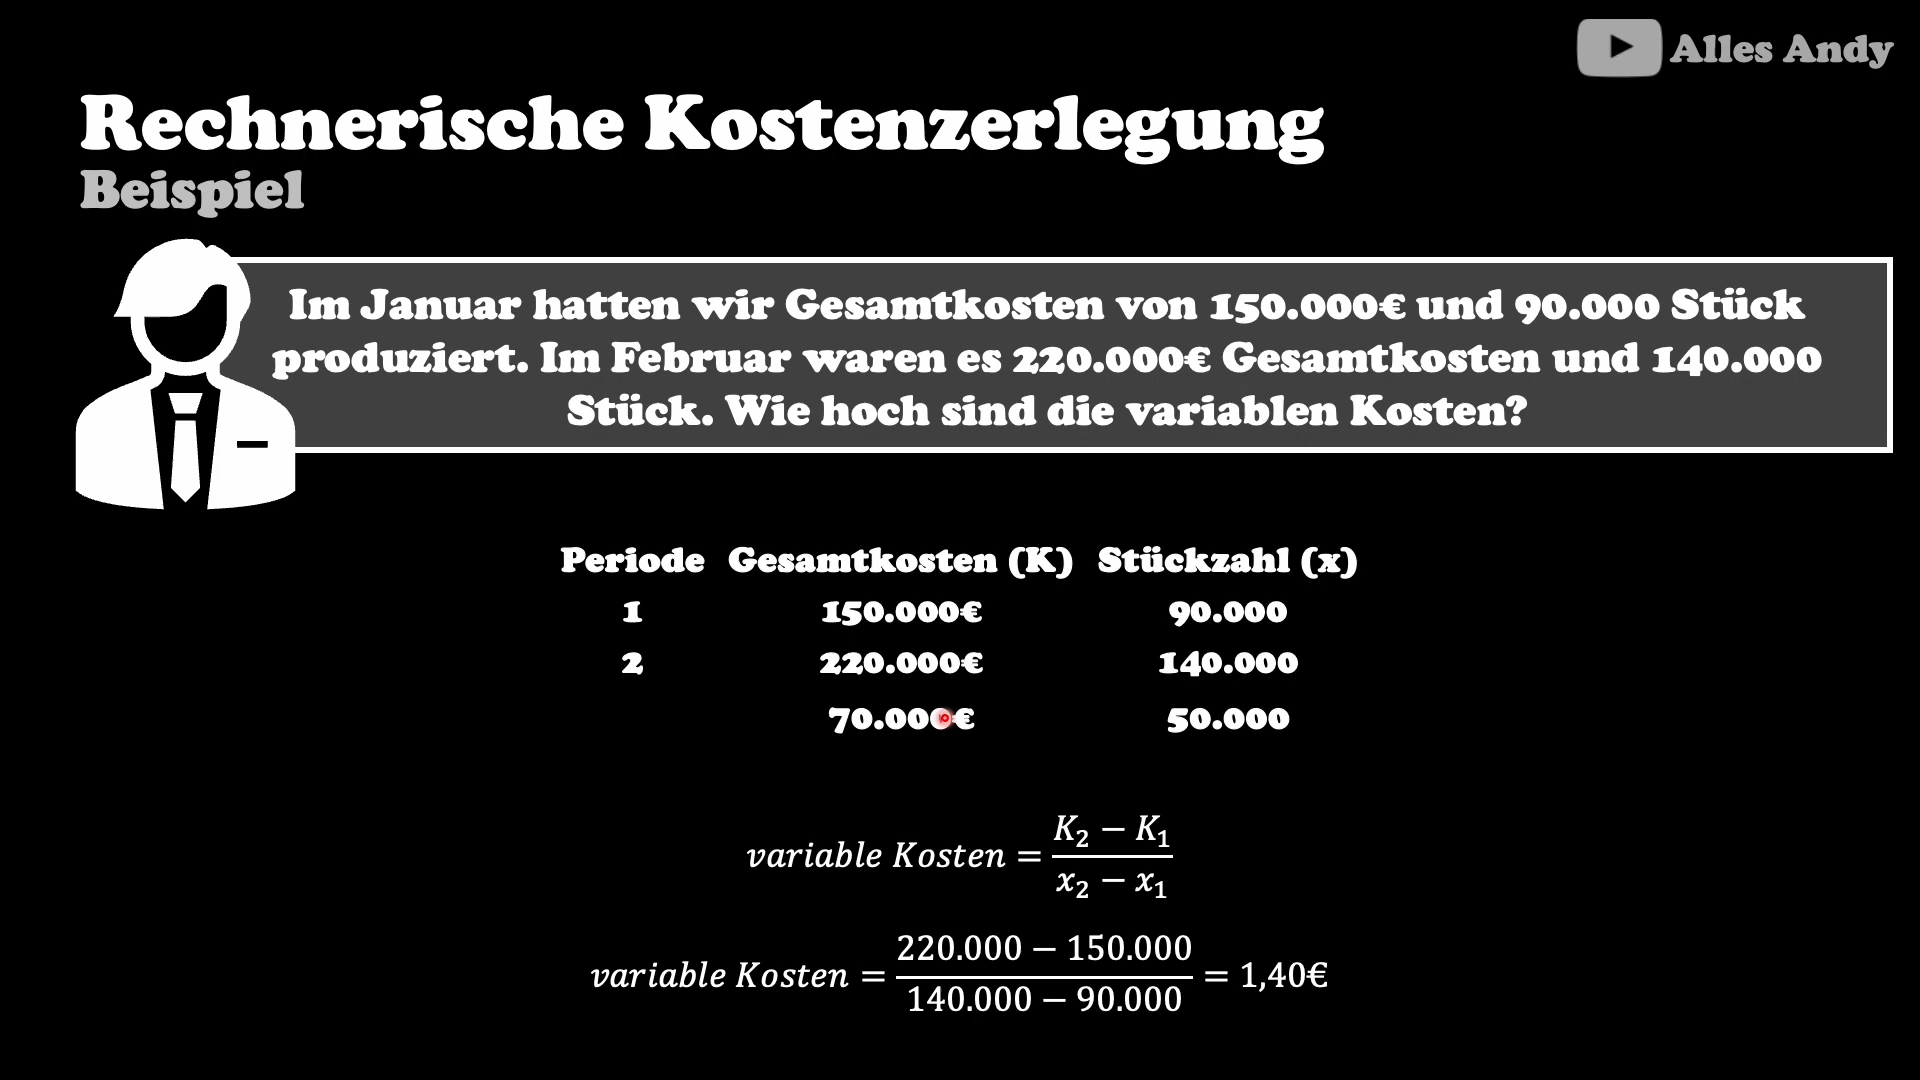 Alles Andy
Rechnerische Kostenzerlegung
Beispiel
Im Januar hatten wir Gesamtkosten von 150.000€ und 90.000 Stück
produziert. Im Februar waren es 220.000€ Gesamtkosten und 140.000
Stück. Wie hoch sind die variablen Kosten?
Periode Gesamtkosten (K) Stückzahl (x)
1 150.000€ 90.000
2 220.000€ 140.000
70.000€ 50.000
variable Kosten = (K₂ − K₁) / (x₂ − x₁)
variable Kosten = (220.000 − 150.000) / (140.000 − 90.000) = 1,40€